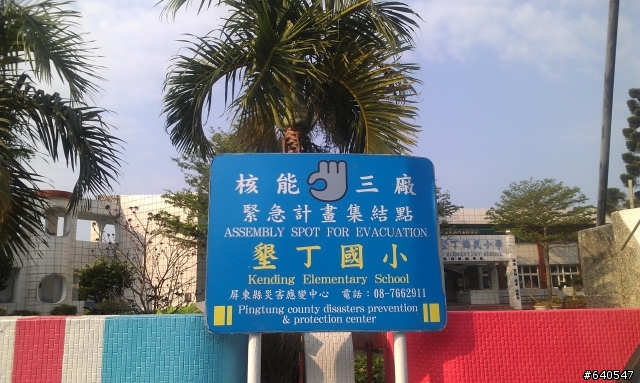 核能三廠
緊急計畫集結點
ASSEMBLY SPOT FOR EVACUATION
墾丁國小
Kending Elementary School
屏東縣災害應變中心 電話：08-7662911
Pingtung county disasters prevention
& protection center
#640547